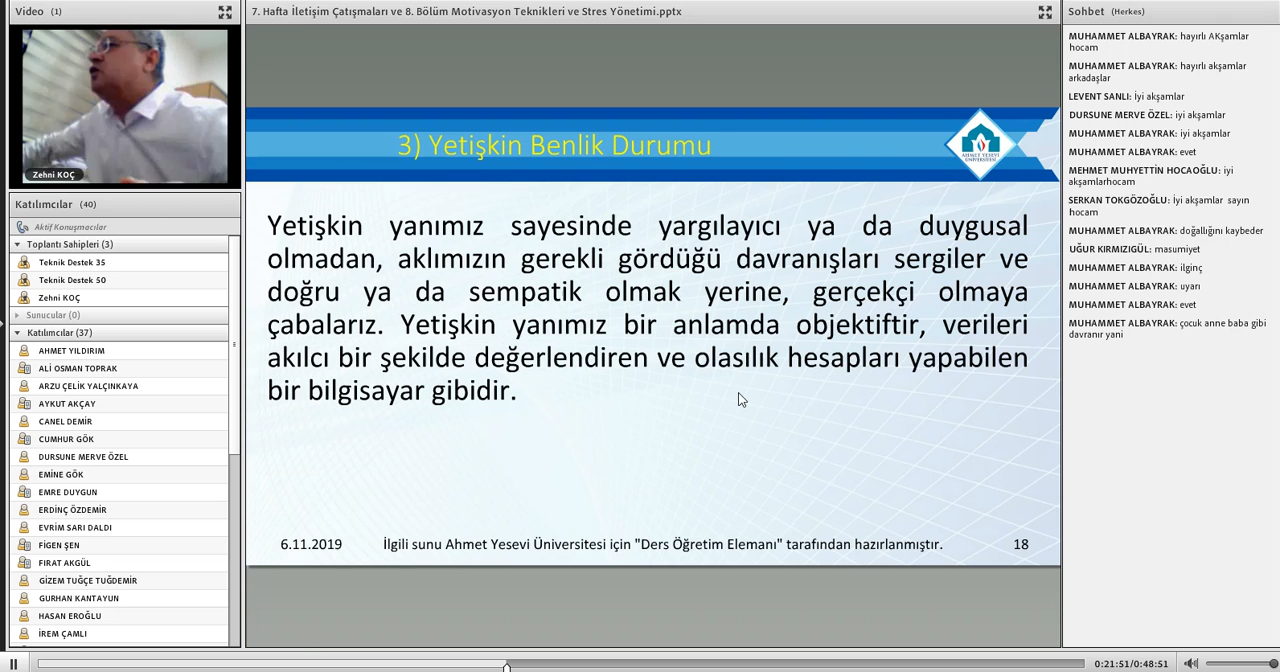 Video (1)
Zehni KOÇ
Katılımcılar (40)
Aktif Konuşmacılar
Toplantı Sahipleri (3)
Teknik Destek 35
Teknik Destek 50
Zehni KOÇ
Sunucular (0)
Katılımcılar (37)
AHMET YILDIRIM
ALİ OSMAN TOPRAK
ARZU ÇELİK YALÇINKAYA
AYKUT AKÇAY
CANEL DEMİR
CUMHUR GÖK
DURSUNE MERVE ÖZEL
EMİNE GÖK
EMRE DUYGUN
ERDİNÇ ÖZDEMİR
EVRİM SARI DALDI
FİGEN ŞEN
FIRAT AKGÜL
GİZEM TUĞÇE TUĞDEMİR
GURHAN KANTAYUN
HASAN EROĞLU
İREM ÇAMLI
7. Hafta İletişim Çatışmaları ve 8. Bölüm Motivasyon Teknikleri ve Stres Yönetimi.pptx
3) Yetişkin Benlik Durumu
AHMET YESEVİ
ÜNİVERSİTESİ
Yetişkin yanımız sayesinde yargılayıcı ya da duygusal
olmadan, aklımızın gerekli gördüğü davranışları sergiler ve
doğru ya da sempatik olmak yerine, gerçekçi olmaya
çabalarız. Yetişkin yanımız bir anlamda objektiftir, verileri
akılcı bir şekilde değerlendiren ve olasılık hesapları yapabilen
bir bilgisayar gibidir.
6.11.2019
İlgili sunu Ahmet Yesevi Üniversitesi için "Ders Öğretim Elemanı" tarafından hazırlanmıştır.
18
Sohbet (Herkes)
MUHAMMET ALBAYRAK: hayırlı AKşamlar
hocam
MUHAMMET ALBAYRAK: hayırlı akşamlar
arkadaşlar
LEVENT SANLI: İyi akşamlar
DURSUNE MERVE ÖZEL: iyi akşamlar
MUHAMMET ALBAYRAK: iyi akşamlar
MUHAMMET ALBAYRAK: evet
MEHMET MUHYETTİN HOCAOĞLU: iyi
akşamlarhocam
SERKAN TOKGÖZOĞLU: İyi akşamlar sayın
hocam
MUHAMMET ALBAYRAK: doğallığını kaybeder
UĞUR KIRMIZIGÜL: masumiyet
MUHAMMET ALBAYRAK: ilginç
MUHAMMET ALBAYRAK: uyarı
MUHAMMET ALBAYRAK: evet
MUHAMMET ALBAYRAK: çocuk anne baba gibi
davranır yani
0:21:51/0:48:51